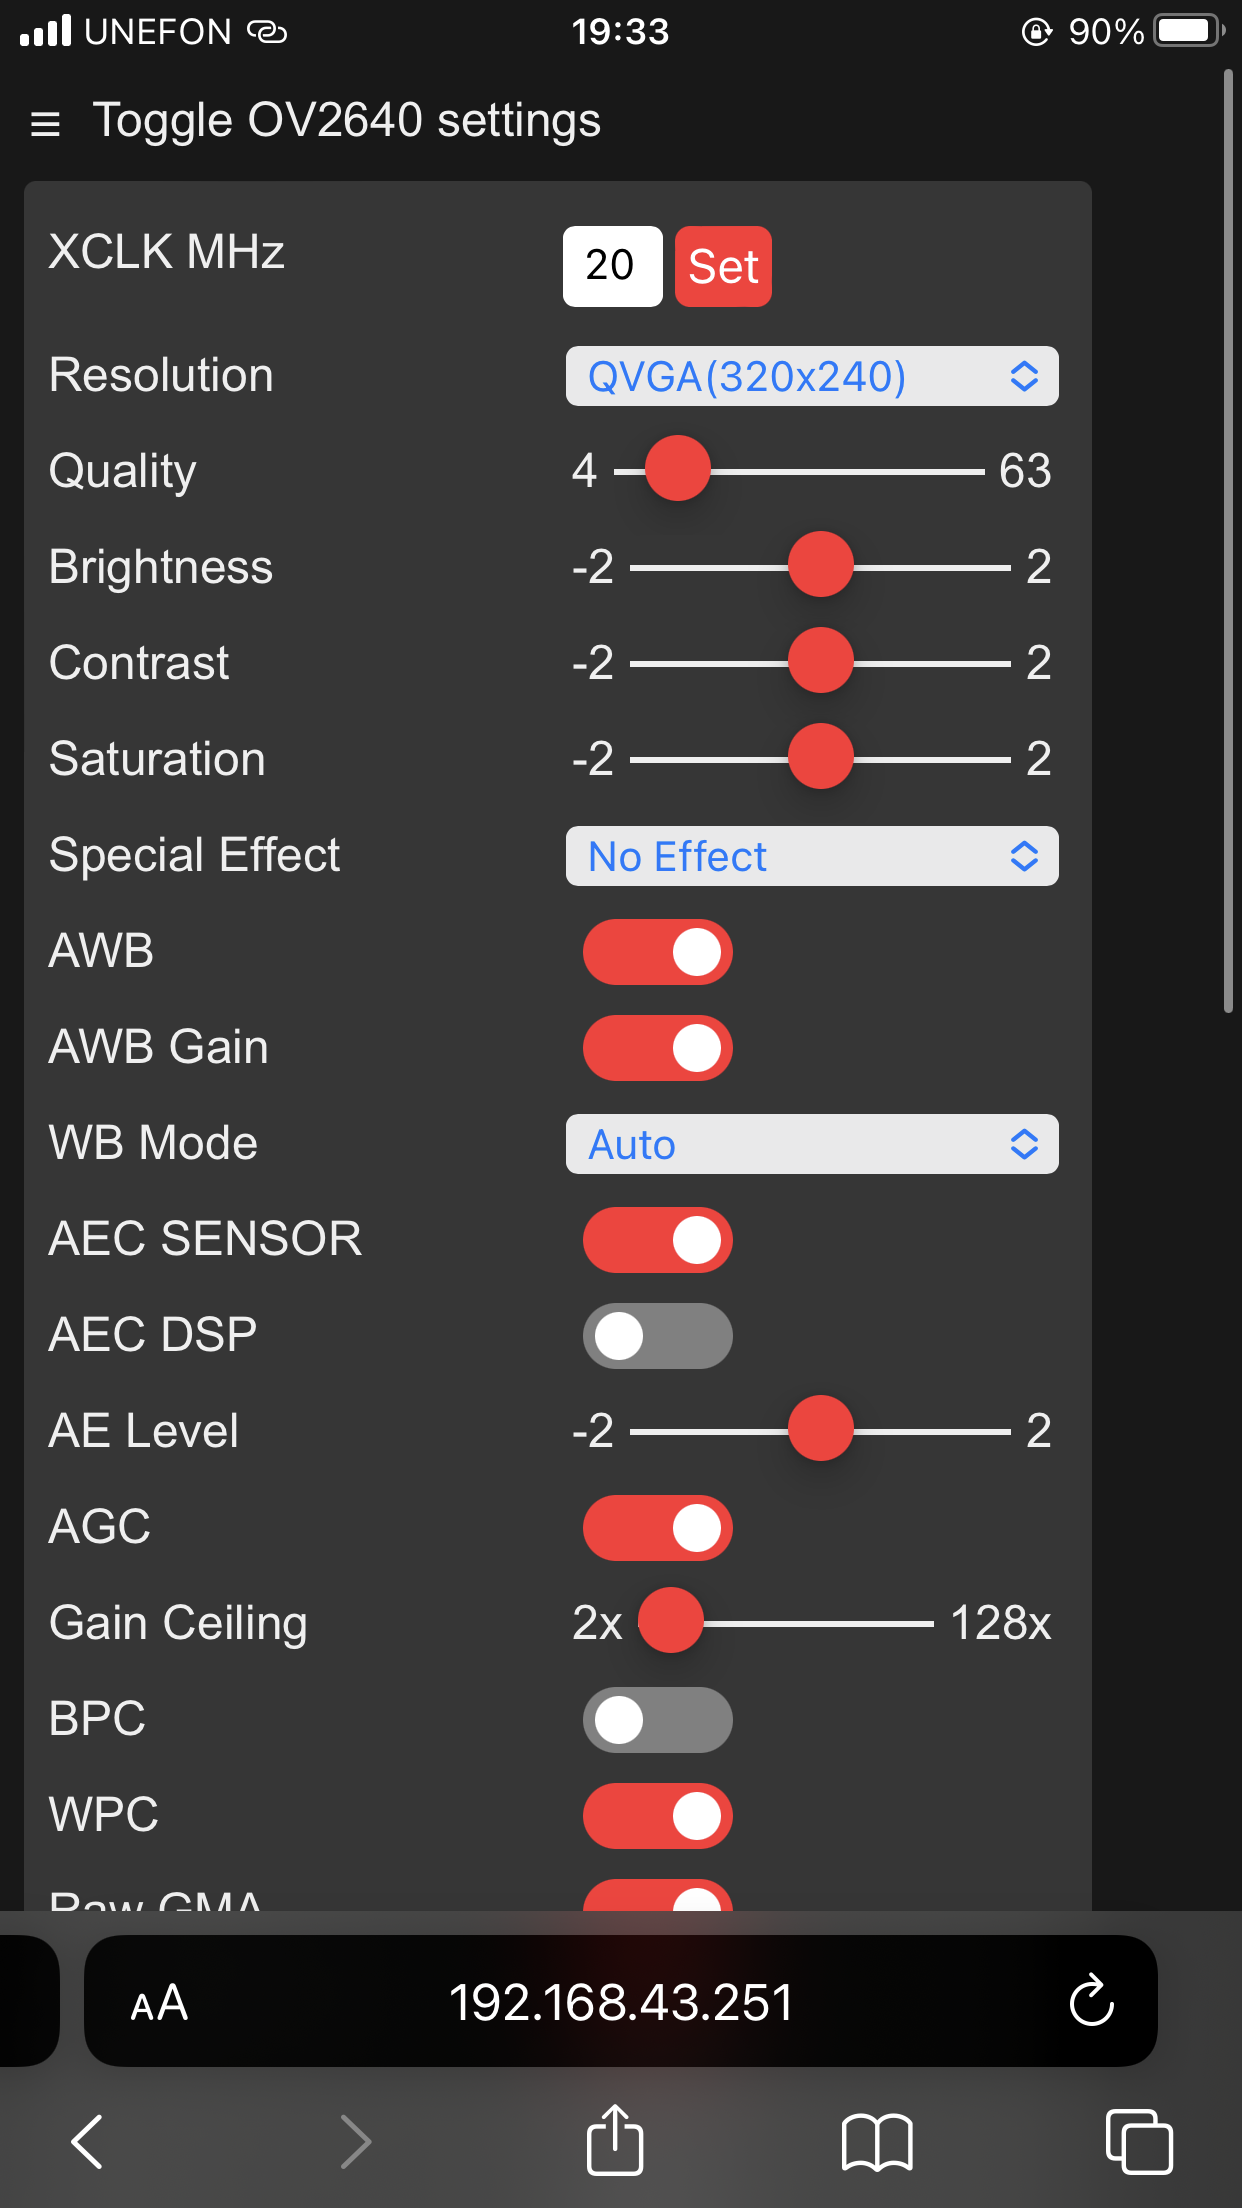 UNEFON 19:33 90%
Toggle OV2640 settings
XCLK MHz 20 Set
Resolution QVGA(320x240)
Quality 4 63
Brightness -2 2
Contrast -2 2
Saturation -2 2
Special Effect No Effect
AWB
AWB Gain
WB Mode Auto
AEC SENSOR
AEC DSP
AE Level -2 2
AGC
Gain Ceiling 2x 128x
BPC
WPC
Raw GMA
AA 192.168.43.251